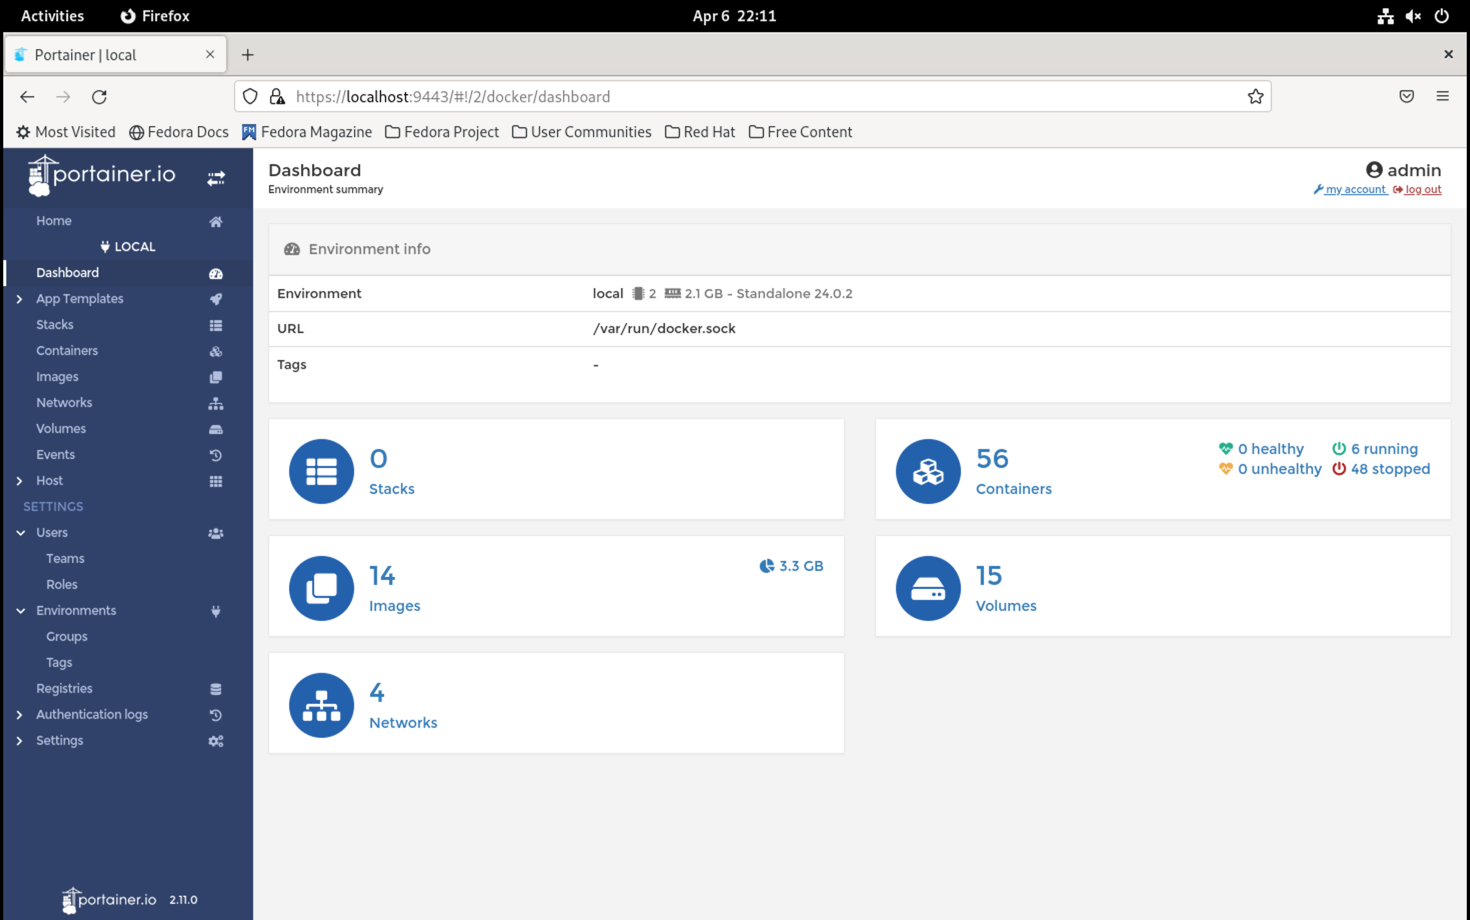 Activities Firefox Apr 6 22:11
Portainer | local
https://localhost:9443/#!/2/docker/dashboard
Most Visited Fedora Docs Fedora Magazine Fedora Project User Communities Red Hat Free Content
portainer.io
Home
LOCAL
Dashboard
App Templates
Stacks
Containers
Images
Networks
Volumes
Events
Host
SETTINGS
Users
Teams
Roles
Environments
Groups
Tags
Registries
Authentication logs
Settings
portainer.io 2.11.0
Dashboard
Environment summary
admin
my account log out
Environment info
Environment local 2 2.1 GB - Standalone 24.0.2
URL /var/run/docker.sock
Tags -
0
Stacks
56
Containers
0 healthy 6 running
0 unhealthy 48 stopped
14
Images
3.3 GB
15
Volumes
4
Networks